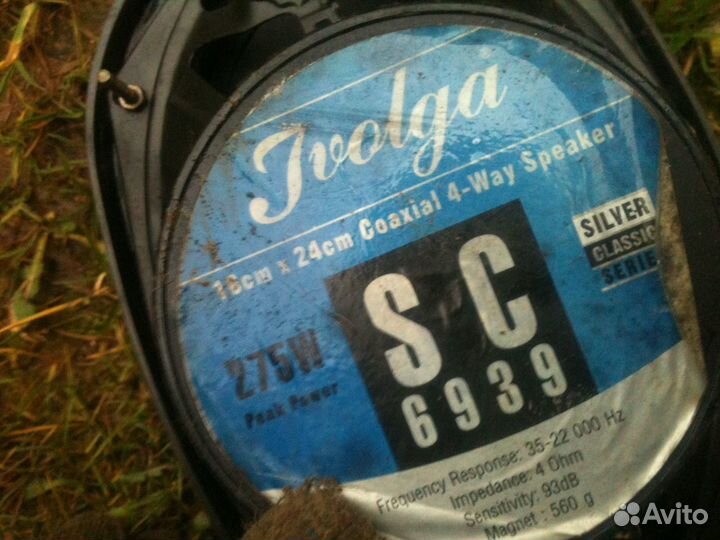 Ivolga
16cm x 24cm Coaxial 4-Way Speaker
SILVER
CLASSIC
SERIE
275W
Peak Power
SC
6939
Frequency Response: 35-22 000 Hz
Impedance: 4 Ohm
Sensitivity: 93dB
Magnet : 560 g
Avito